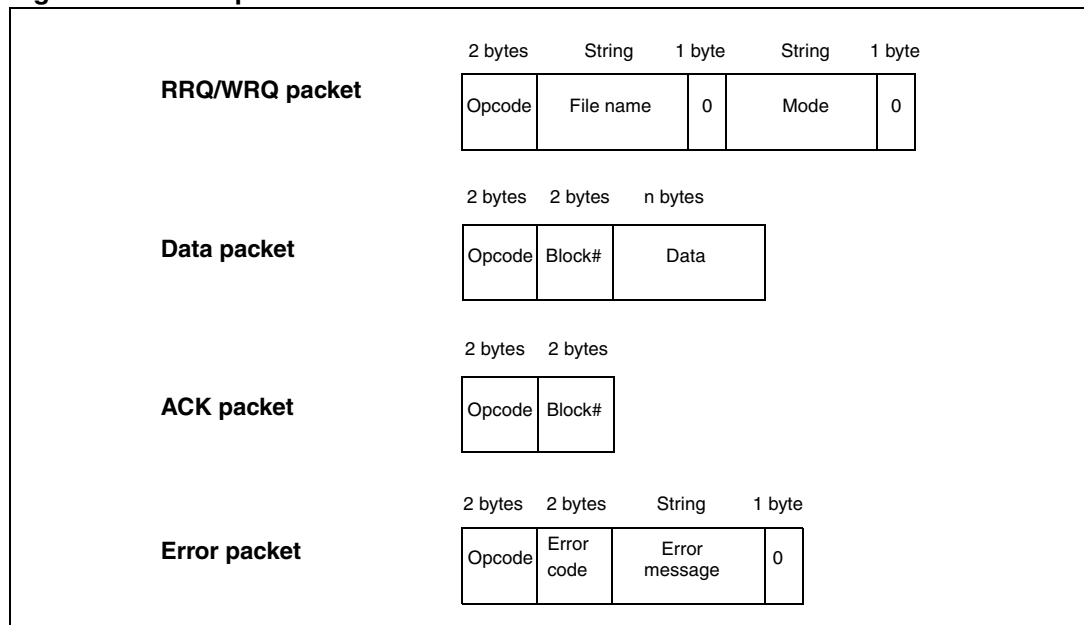 2 bytes String 1 byte String 1 byte
RRQ/WRQ packet
Opcode File name 0 Mode 0
2 bytes 2 bytes n bytes
Data packet
Opcode Block# Data
2 bytes 2 bytes
ACK packet
Opcode Block#
2 bytes 2 bytes String 1 byte
Error packet
Opcode Error code Error message 0